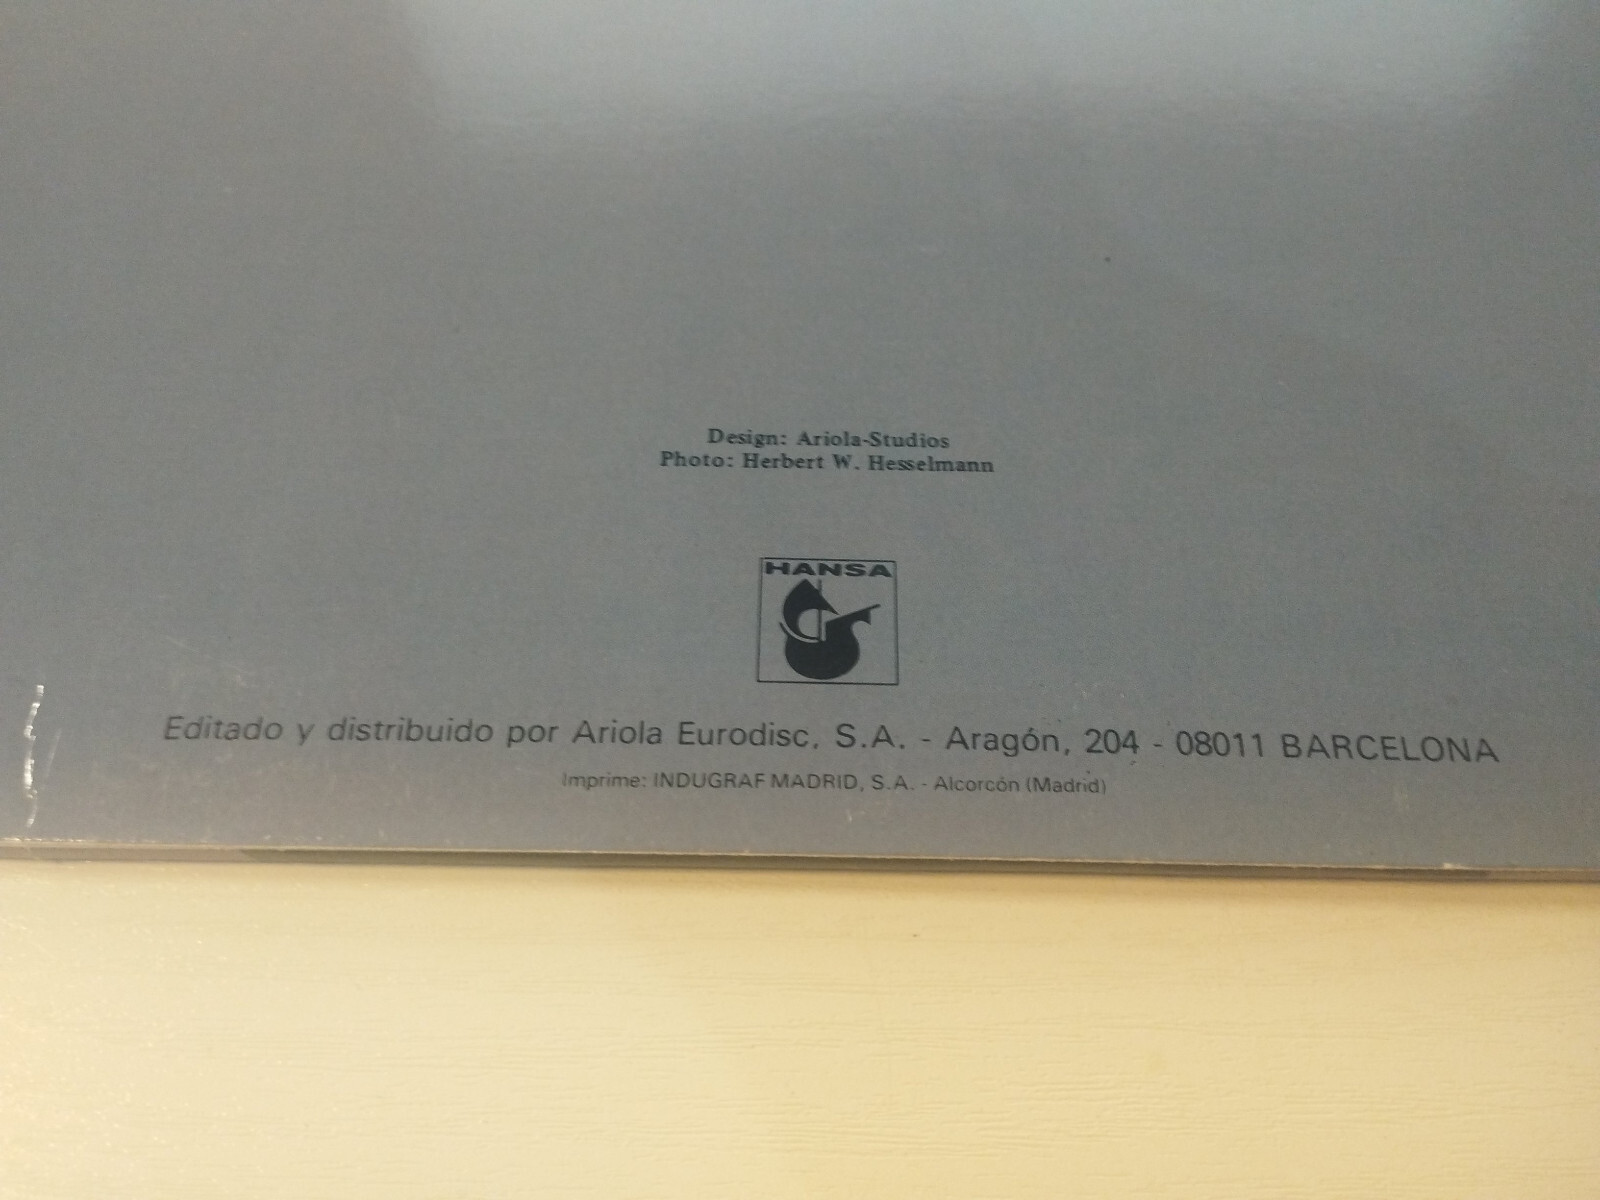 Design: Ariola-Studios
Photo: Herbert W. Hesselmann
HANSA
Editado y distribuido por Ariola Eurodisc, S.A. - Aragón, 204 - 08011 BARCELONA
Imprime: INDUGRAF MADRID, S.A. - Alcorcón (Madrid)